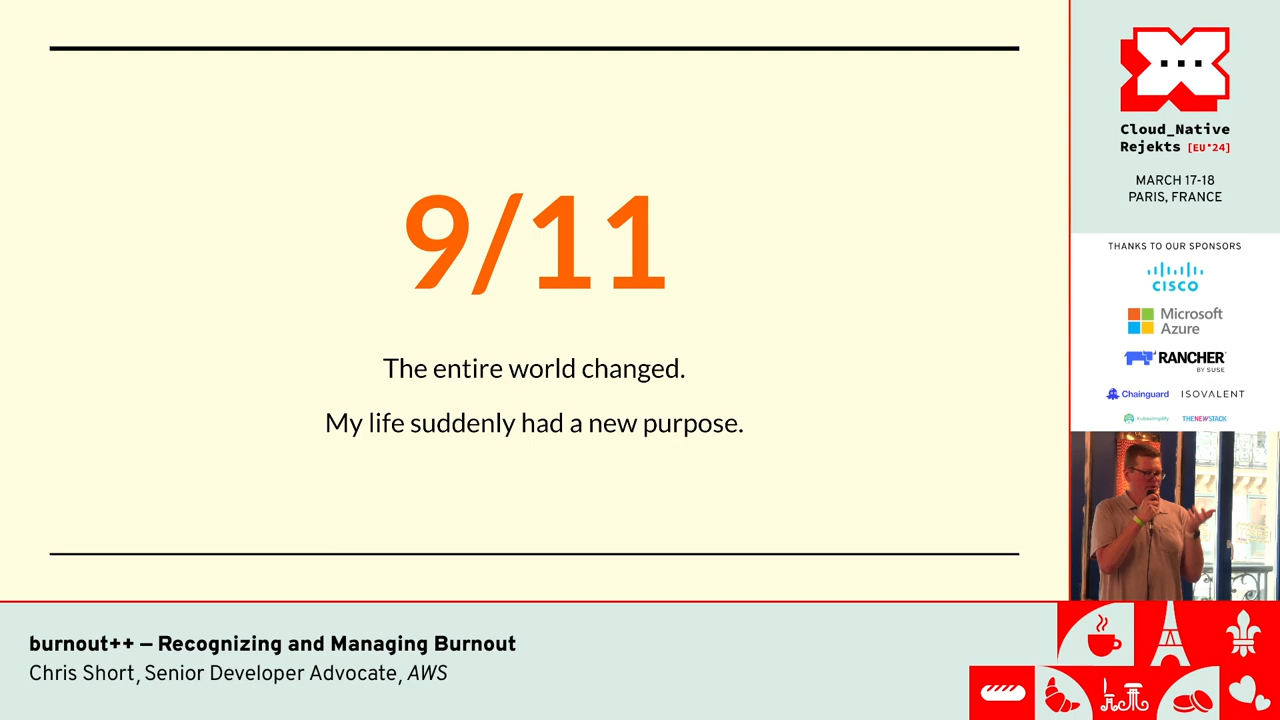 9/11
The entire world changed.
My life suddenly had a new purpose.
Cloud_Native
Rejekts [EU'24]
MARCH 17-18
PARIS, FRANCE
THANKS TO OUR SPONSORS
CISCO
Microsoft
Azure
RANCHER
BY SUSE
Chainguard ISOVALENT
kubesimplify THENEWSTACK
burnout++ – Recognizing and Managing Burnout
Chris Short, Senior Developer Advocate, AWS